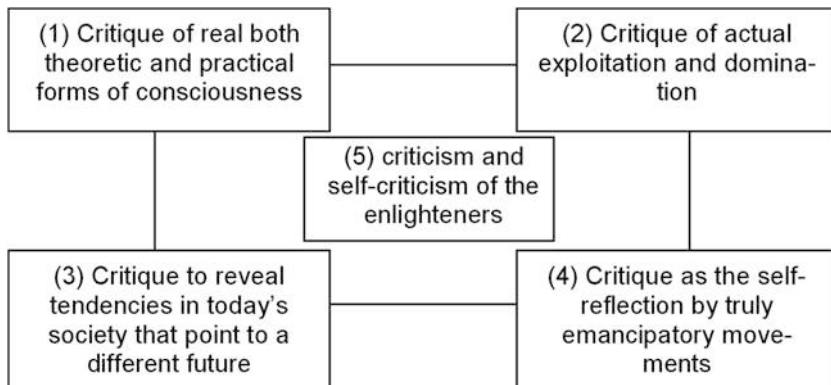 (1) Critique of real both
theoretic and practical
forms of consciousness
(2) Critique of actual
exploitation and domina-
tion
(5) criticism and
self-criticism of the
enlighteners
(3) Critique to reveal
tendencies in today's
society that point to a
different future
(4) Critique as the self-
reflection by truly
emancipatory move-
ments